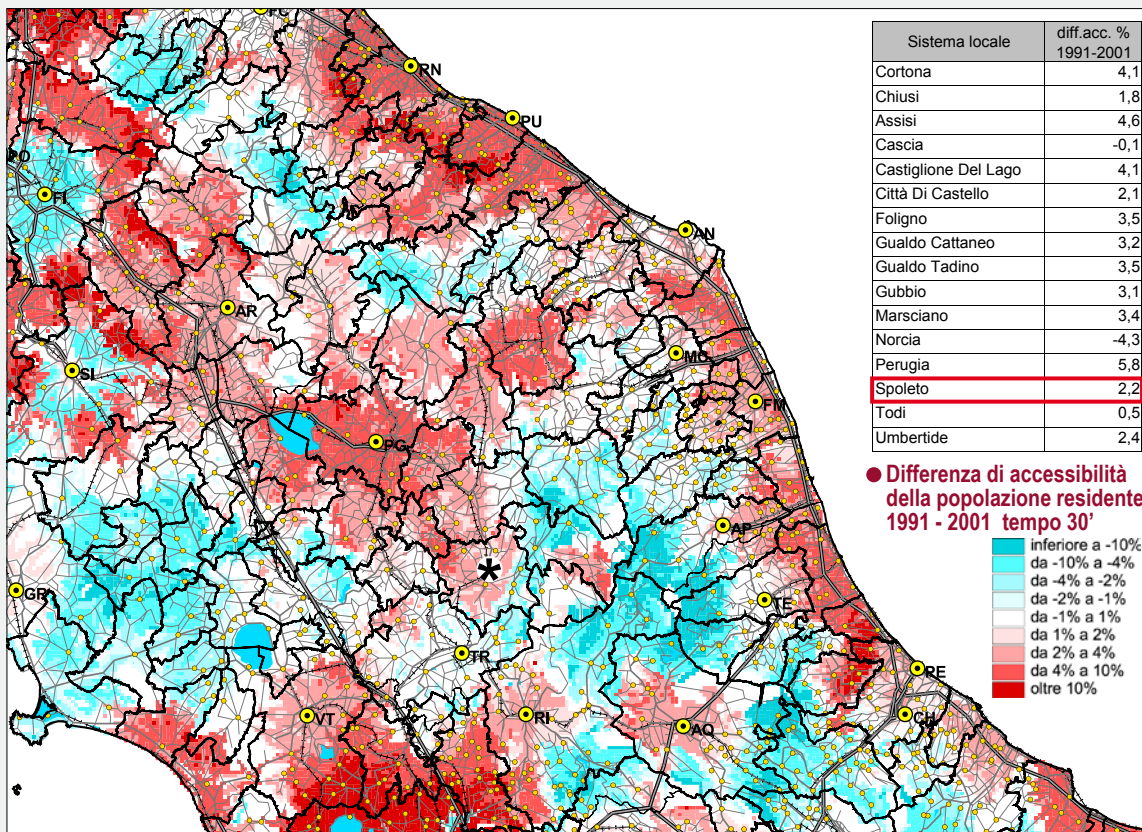 FC
RN
PU
PO
FI
AN
AR
SI
MC
FM
PG
AP
*
GR
TE
TR
PE
VT
RI
AQ
CH
Sistema locale
diff.acc. %
1991-2001
Cortona 4,1
Chiusi 1,8
Assisi 4,6
Cascia -0,1
Castiglione Del Lago 4,1
Città Di Castello 2,1
Foligno 3,5
Gualdo Cattaneo 3,2
Gualdo Tadino 3,5
Gubbio 3,1
Marsciano 3,4
Norcia -4,3
Perugia 5,8
Spoleto 2,2
Todi 0,5
Umbertide 2,4
Differenza di accessibilità
della popolazione residente
1991 - 2001 tempo 30'
inferiore a -10%
da -10% a -4%
da -4% a -2%
da -2% a -1%
da -1% a 1%
da 1% a 2%
da 2% a 4%
da 4% a 10%
oltre 10%